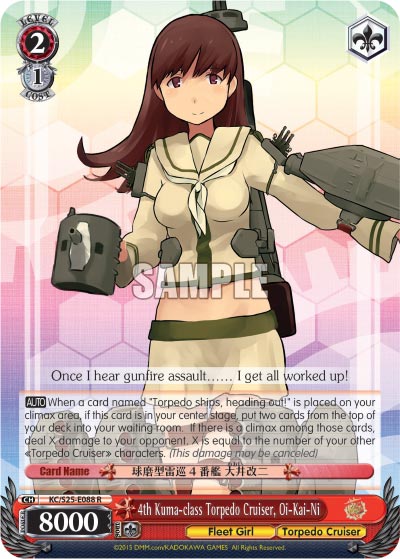 LEVEL
2
1
COST
SAMPLE
Once I hear gunfire assault…… I get all worked up!
AUTO When a card named "Torpedo ships, heading out!" is placed on your
climax area, if this card is in your center stage, put two cards from the top of
your deck into your waiting room. If there is a climax among those cards,
deal X damage to your opponent. X is equal to the number of your other
«Torpedo Cruiser» characters. (This damage may be canceled)
Card Name 球磨型雷巡4番艦 大井改二
CH KC/S25-E088 R
4th Kuma-class Torpedo Cruiser, Oi-Kai-Ni
POWER 8000 SOUL
Fleet Girl Torpedo Cruiser
©2013 DMM.com/KADOKAWA GAMES All Rights Reserved.